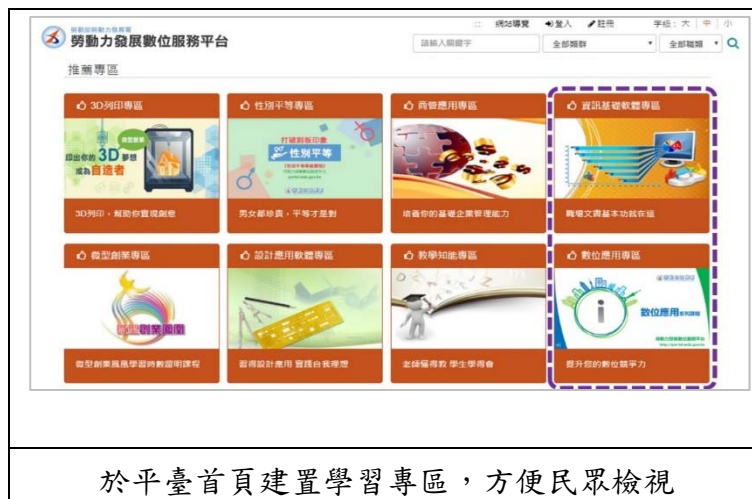 網站導覽 登入 註冊 字級：大 中 小
勞動部勞動力發展署
勞動力發展數位服務平台
請輸入關鍵字 全部類群 全部職類
推薦專區
3D列印專區 性別平等專區 商管應用專區 資訊基礎軟體專區
印出你的 3D 夢想
成為自造者
打破刻板印象
性別平等
3D列印，幫助你實現創意 男女都珍貴，平等才是對 培養你的基礎企業管理能力 職場文書基本功就在這
微型創業專區 設計應用軟體專區 教學知能專區 數位應用專區
微型創業鳳凰
數位應用系列課程
微型創業鳳凰學習時數證明課程 習得設計應用 實踐自我理想 老師懂得教 學生學得會 提升您的數位競爭力
於平臺首頁建置學習專區，方便民眾檢視